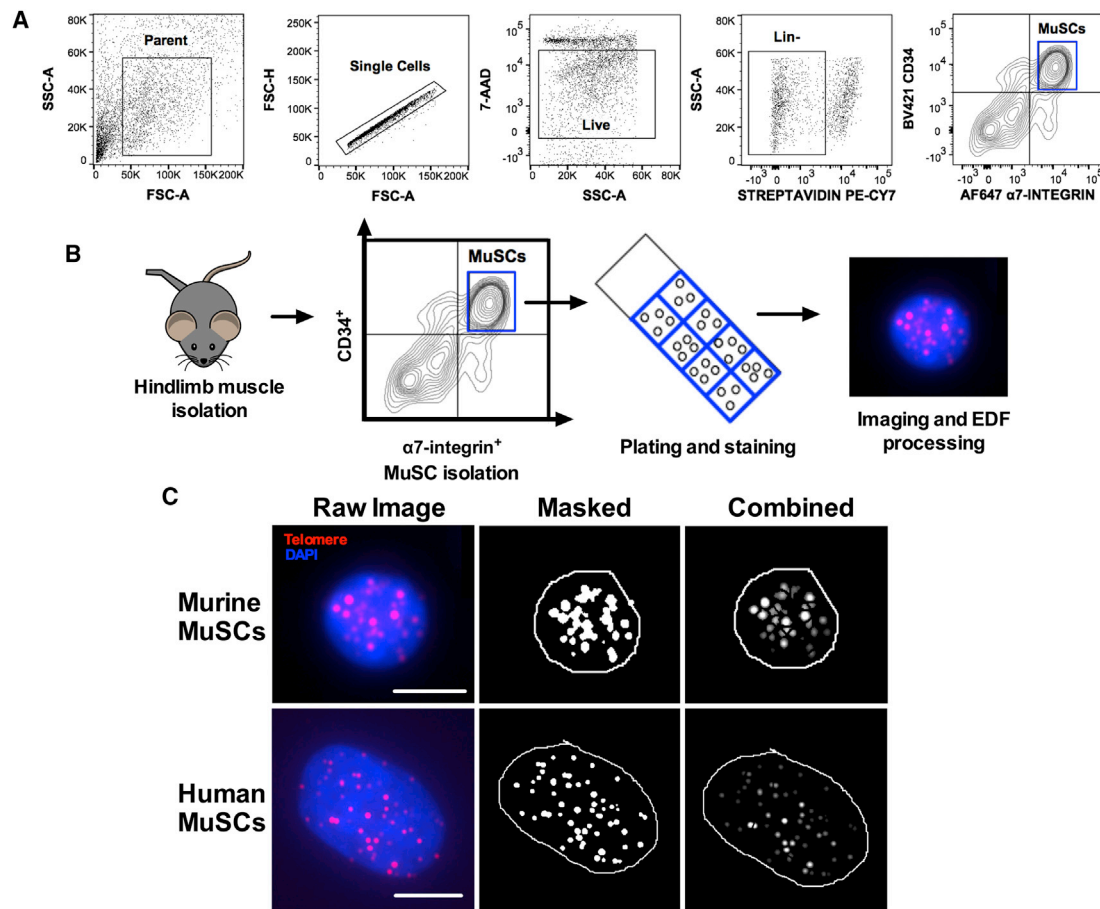 A
Parent
SSC-A
80K
60K
40K
20K
0
0
50K
100K
150K
200K
FSC-A
Single Cells
FSC-H
250K
200K
150K
100K
50K
0
0
50K
100K
150K
200K
FSC-A
Live
7-AAD
10^5
10^4
10^3
0
-10^3
20K
40K
60K
80K
SSC-A
Lin-
SSC-A
80K
60K
40K
20K
0
-10^3
0
10^3
10^4
10^5
STREPTAVIDIN PE-CY7
MuSCs
BV421 CD34
10^5
10^4
10^3
0
-10^3
-10^3
0
10^3
10^4
10^5
AF647 α7-INTEGRIN
B
Hindlimb muscle
isolation
MuSCs
CD34+
α7-integrin+
MuSC isolation
Plating and staining
Imaging and EDF
processing
C
Raw Image
Masked
Combined
Telomere
DAPI
Murine
MuSCs
Human
MuSCs